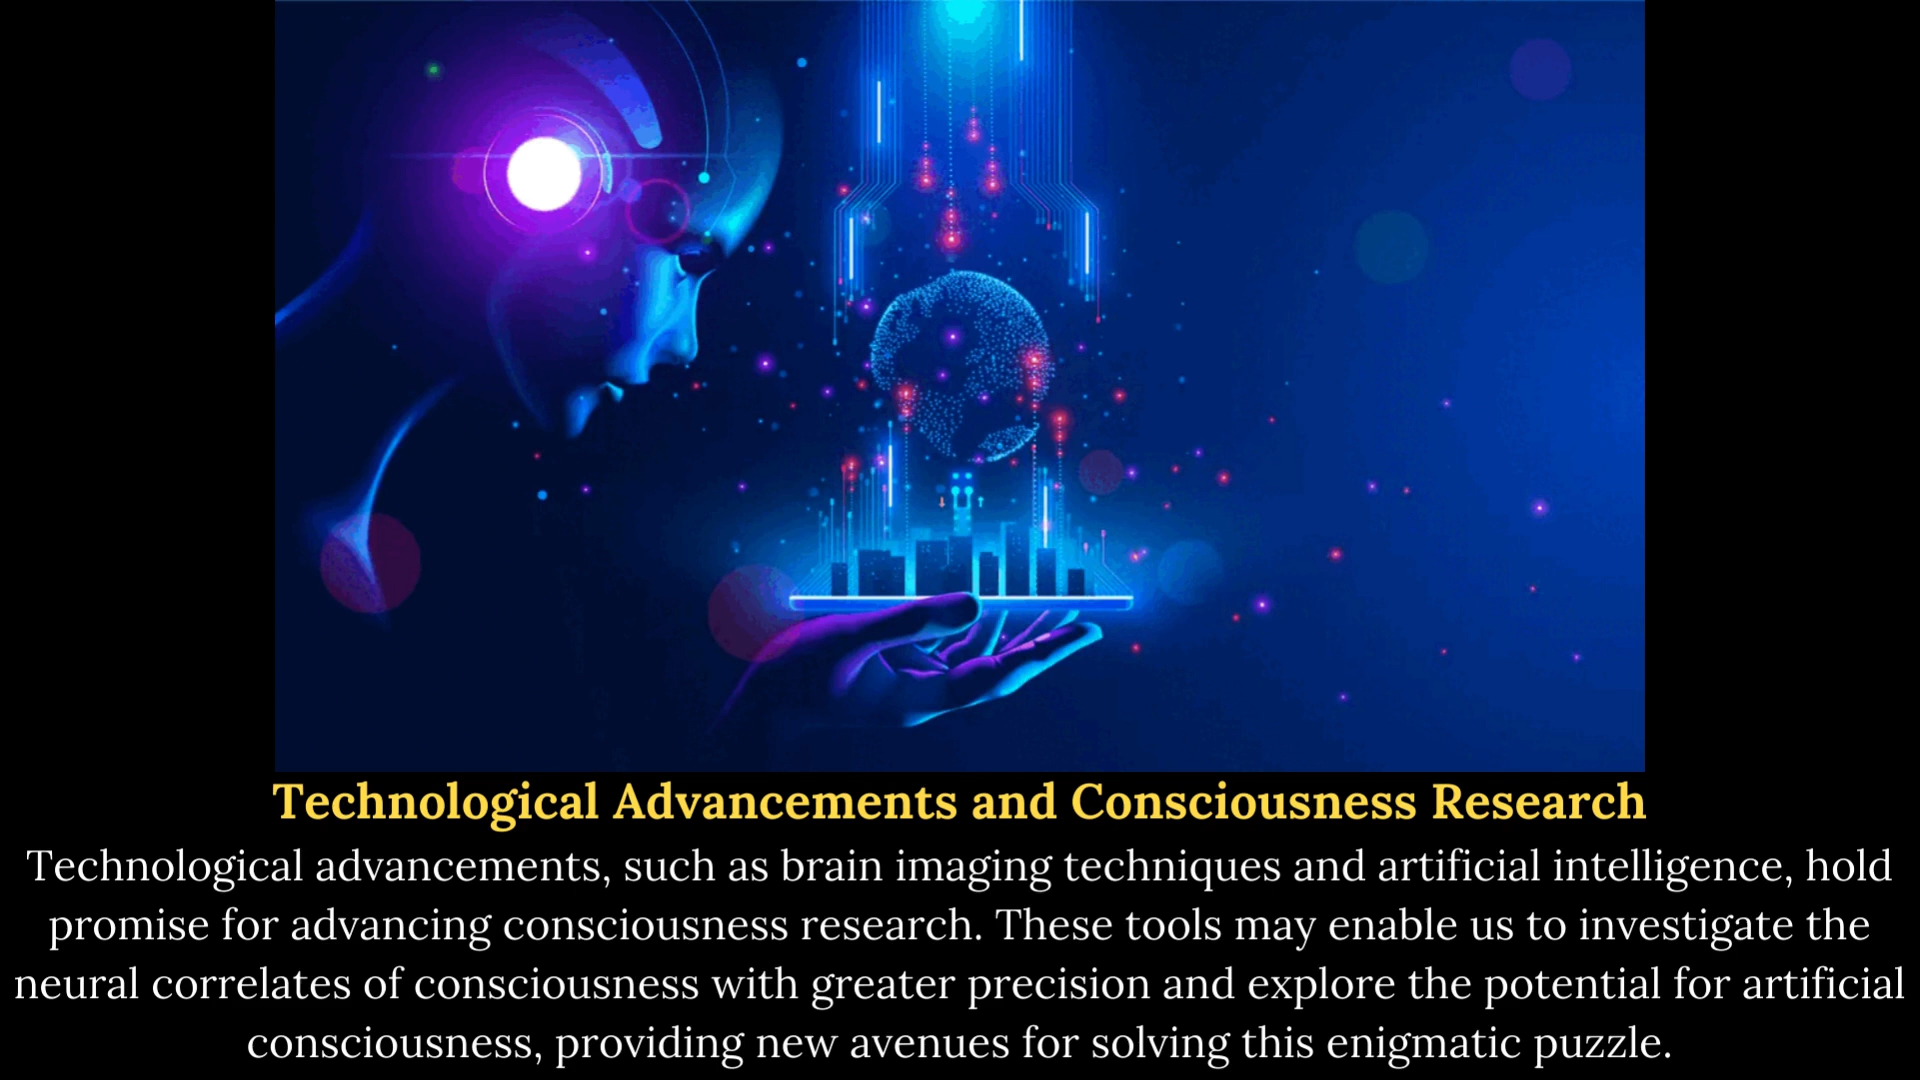 Technological Advancements and Consciousness Research
Technological advancements, such as brain imaging techniques and artificial intelligence, hold
promise for advancing consciousness research. These tools may enable us to investigate the
neural correlates of consciousness with greater precision and explore the potential for artificial
consciousness, providing new avenues for solving this enigmatic puzzle.